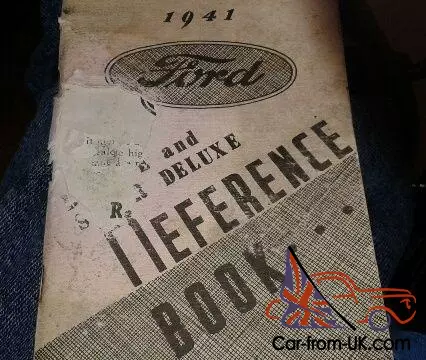 1941
Ford
and
DELUXE
REFERENCE
BOOK...
Car-from-UK.com